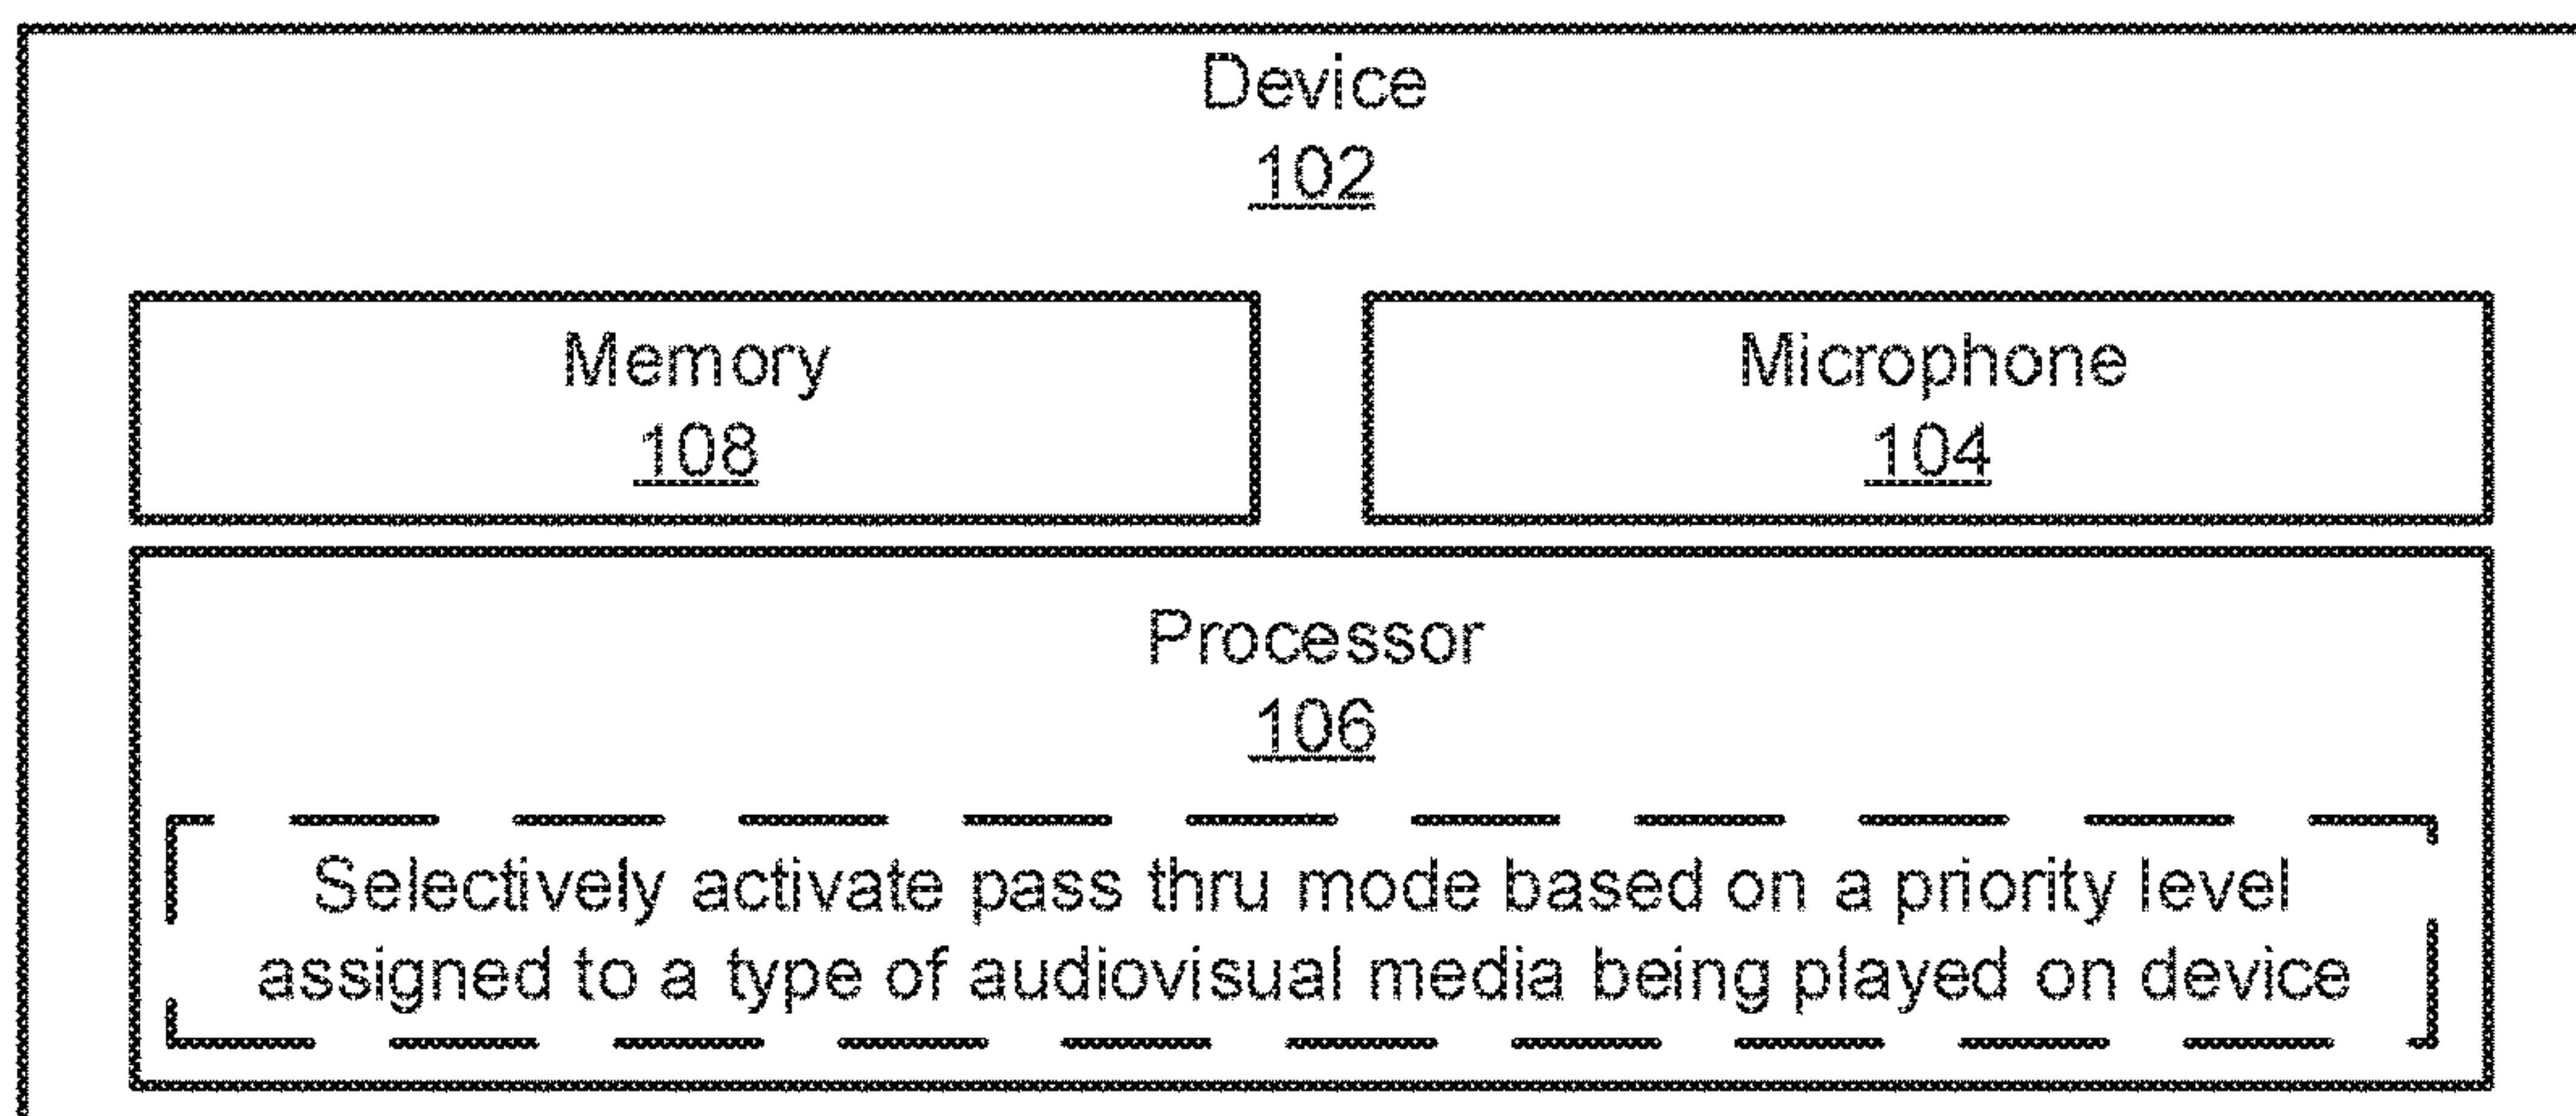 Device
102
Memory
108
Microphone
104
Processor
106
Selectively activate pass thru mode based on a priority level
assigned to a type of audiovisual media being played on device